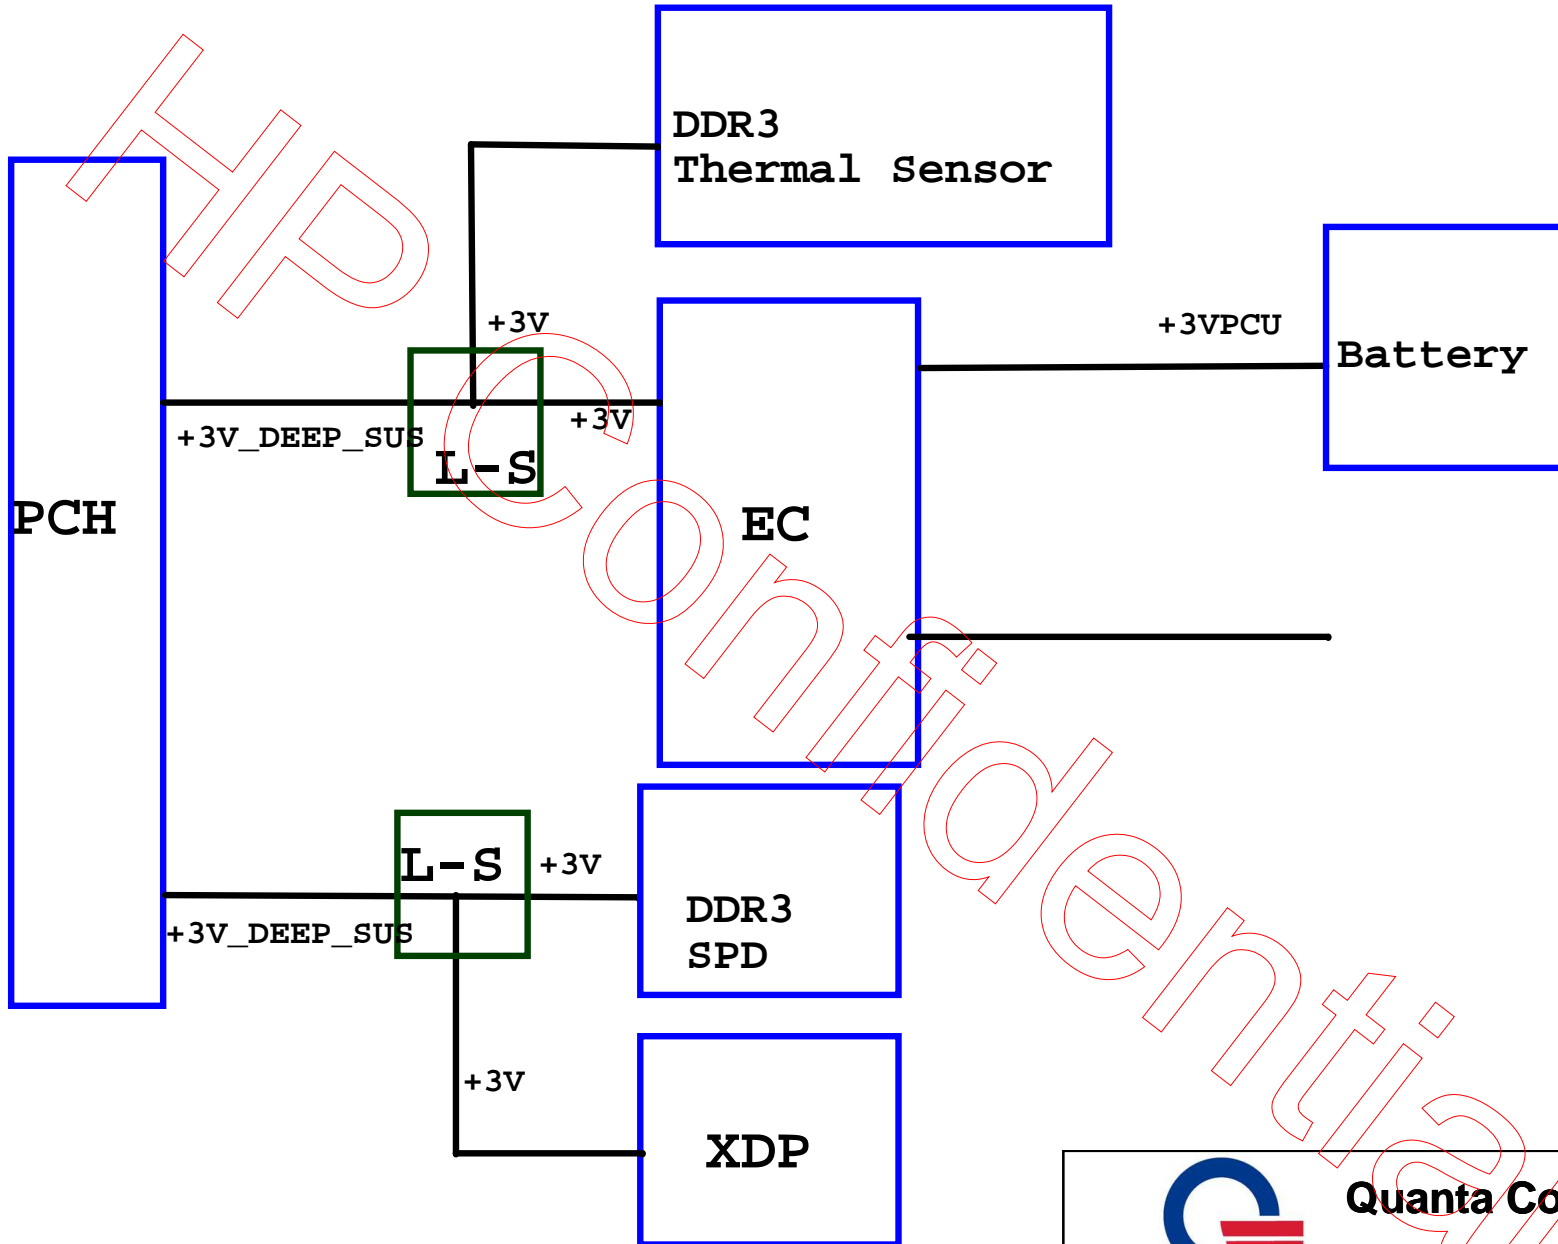 DDR3
Thermal Sensor
+3V
+3VPCU
Battery
+3V
+3V_DEEP_SUS
L-S
PCH
EC
L-S
+3V
DDR3
SPD
+3V_DEEP_SUS
+3V
XDP
Quanta Co
HP Confidential